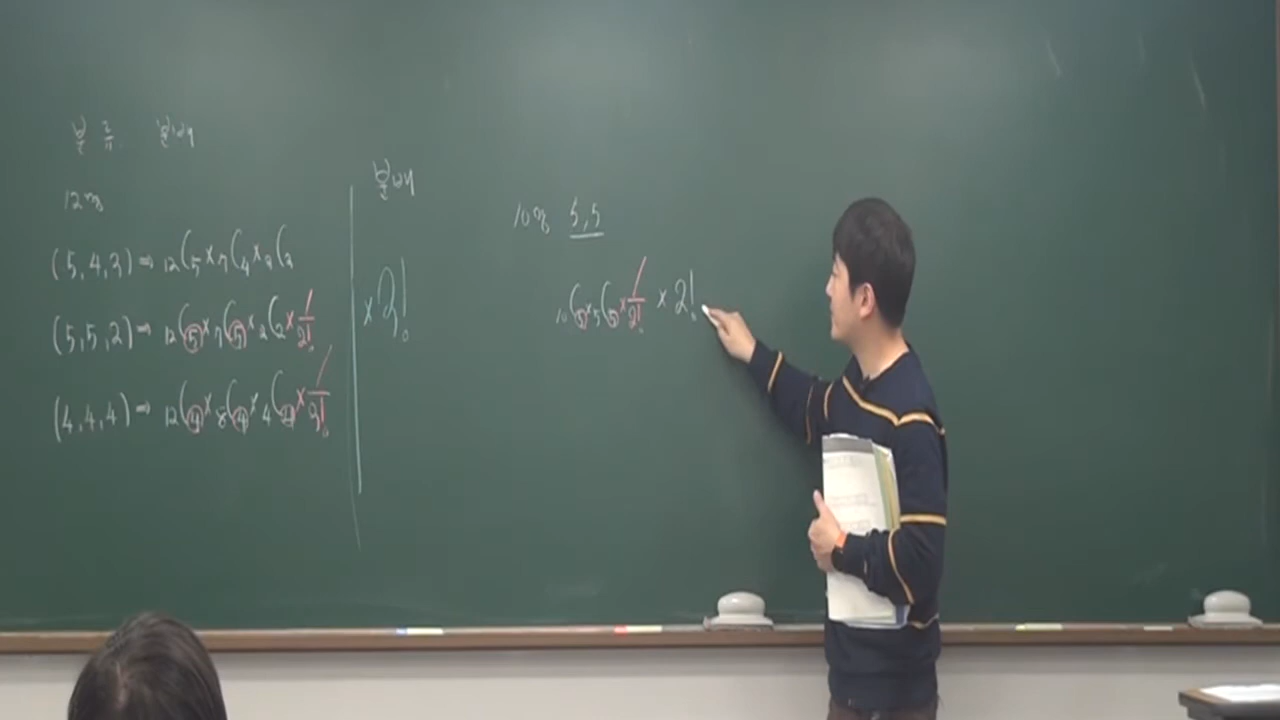 분할 분배
12명
(5,4,3) ⇒ ₁₂C₅ × ₇C₄ × ₃C₃
(5,5,2) ⇒ ₁₂C₅ × ₇C₅ × ₂C₂ × 1/2!
(4,4,4) ⇒ ₁₂C₄ × ₈C₄ × ₄C₄ × 1/3!
분배
× 3!
10명 5,5
₁₀C₅ × ₅C₅ × 1/2! × 2!